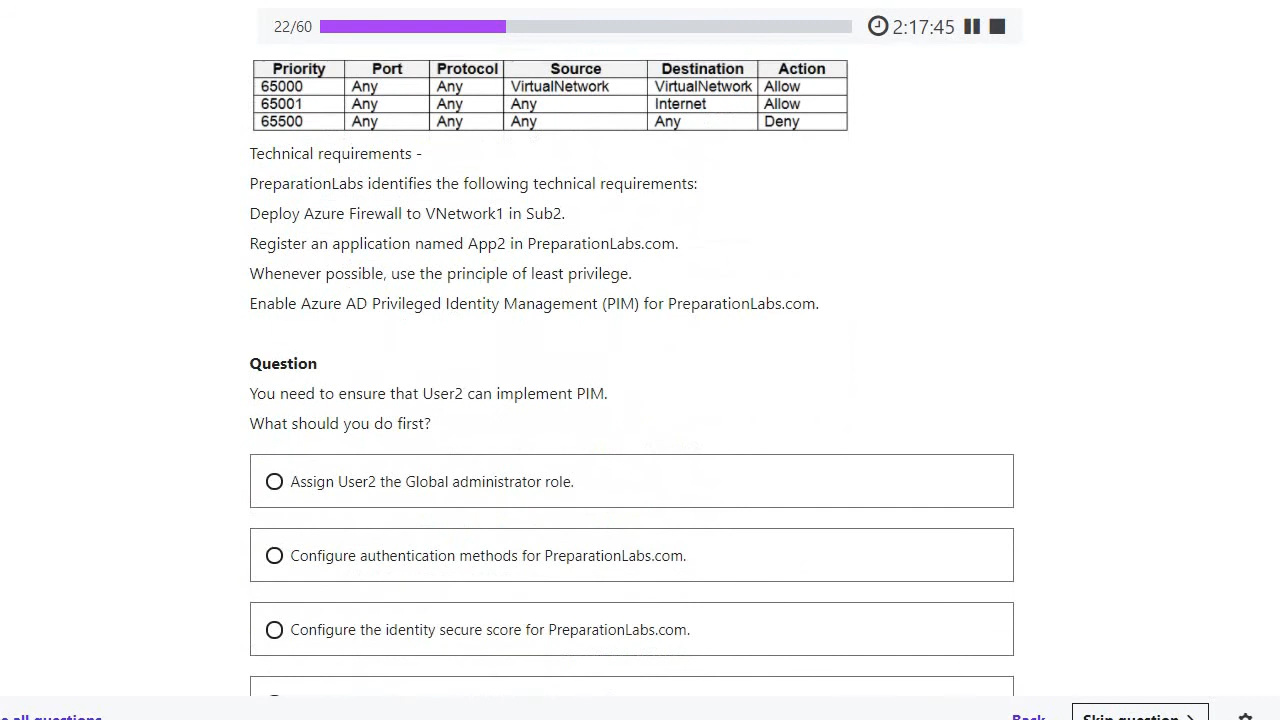 22/60 2:17:45
Priority Port Protocol Source Destination Action
65000 Any Any VirtualNetwork VirtualNetwork Allow
65001 Any Any Any Internet Allow
65500 Any Any Any Any Deny
Technical requirements -
PreparationLabs identifies the following technical requirements:
Deploy Azure Firewall to VNetwork1 in Sub2.
Register an application named App2 in PreparationLabs.com.
Whenever possible, use the principle of least privilege.
Enable Azure AD Privileged Identity Management (PIM) for PreparationLabs.com.
Question
You need to ensure that User2 can implement PIM.
What should you do first?
Assign User2 the Global administrator role.
Configure authentication methods for PreparationLabs.com.
Configure the identity secure score for PreparationLabs.com.
all questions Back Skip question